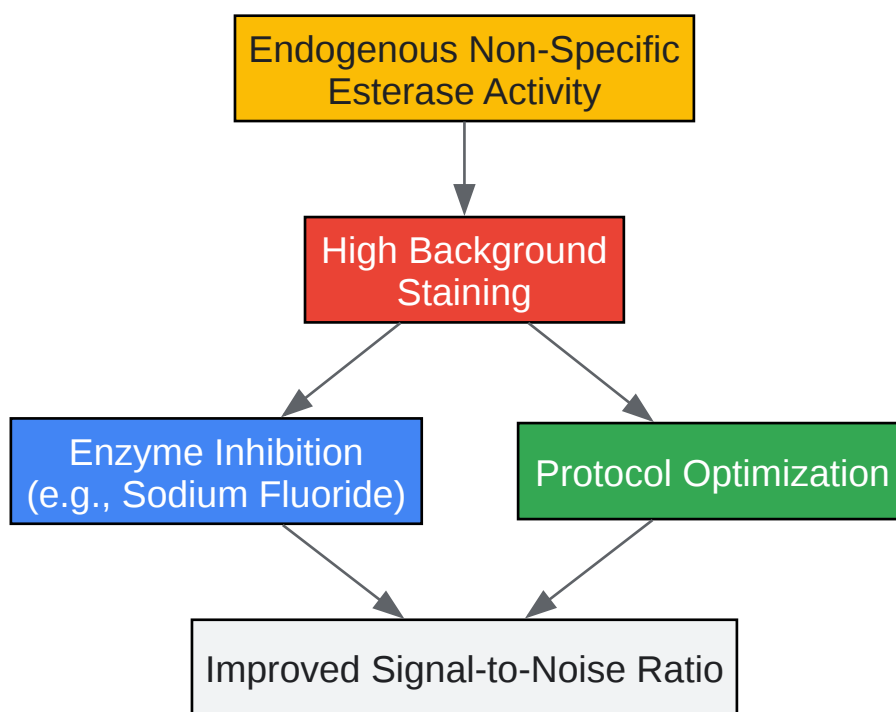 Endogenous Non-Specific
Esterase Activity
High Background
Staining
Enzyme Inhibition
(e.g., Sodium Fluoride)
Protocol Optimization
Improved Signal-to-Noise Ratio